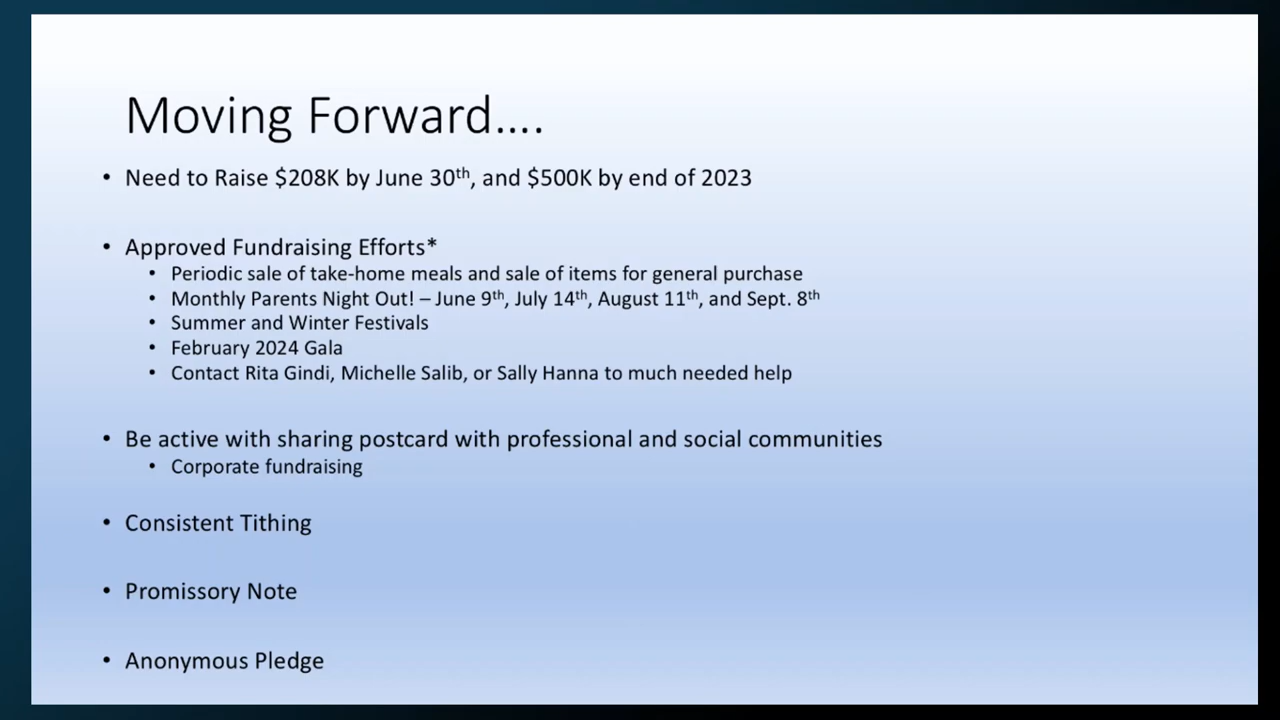 Moving Forward....
• Need to Raise $208K by June 30th, and $500K by end of 2023
• Approved Fundraising Efforts*
• Periodic sale of take-home meals and sale of items for general purchase
• Monthly Parents Night Out! – June 9th, July 14th, August 11th, and Sept. 8th
• Summer and Winter Festivals
• February 2024 Gala
• Contact Rita Gindi, Michelle Salib, or Sally Hanna to much needed help
• Be active with sharing postcard with professional and social communities
• Corporate fundraising
• Consistent Tithing
• Promissory Note
• Anonymous Pledge